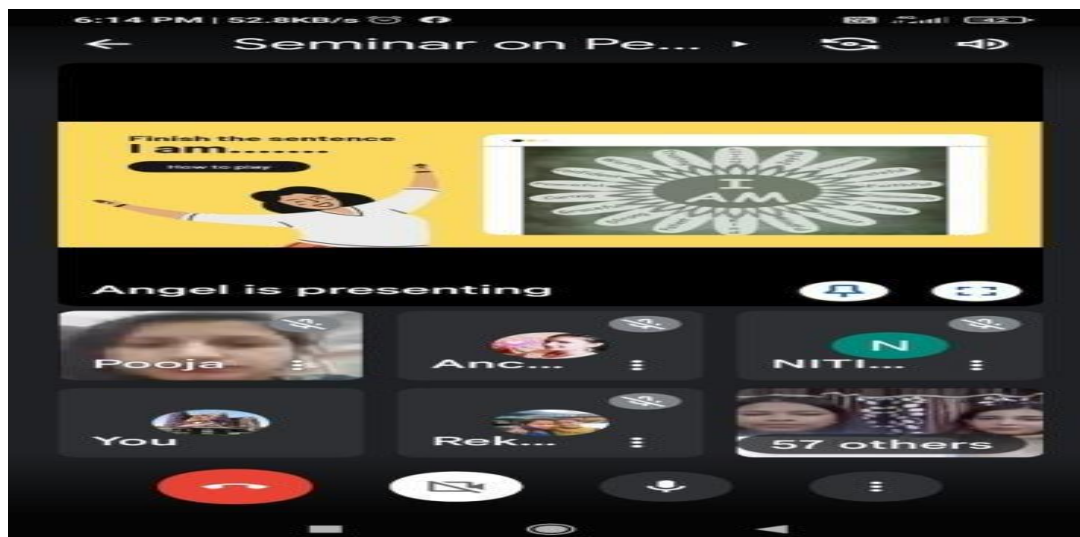 6:14 PM | 52.8KB/s
42
Seminar on Pe...
Finish the sentence
I am.......
How to play
I
AM
Angel is presenting
Pooja
Anc...
N
NITI...
You
Rek...
57 others